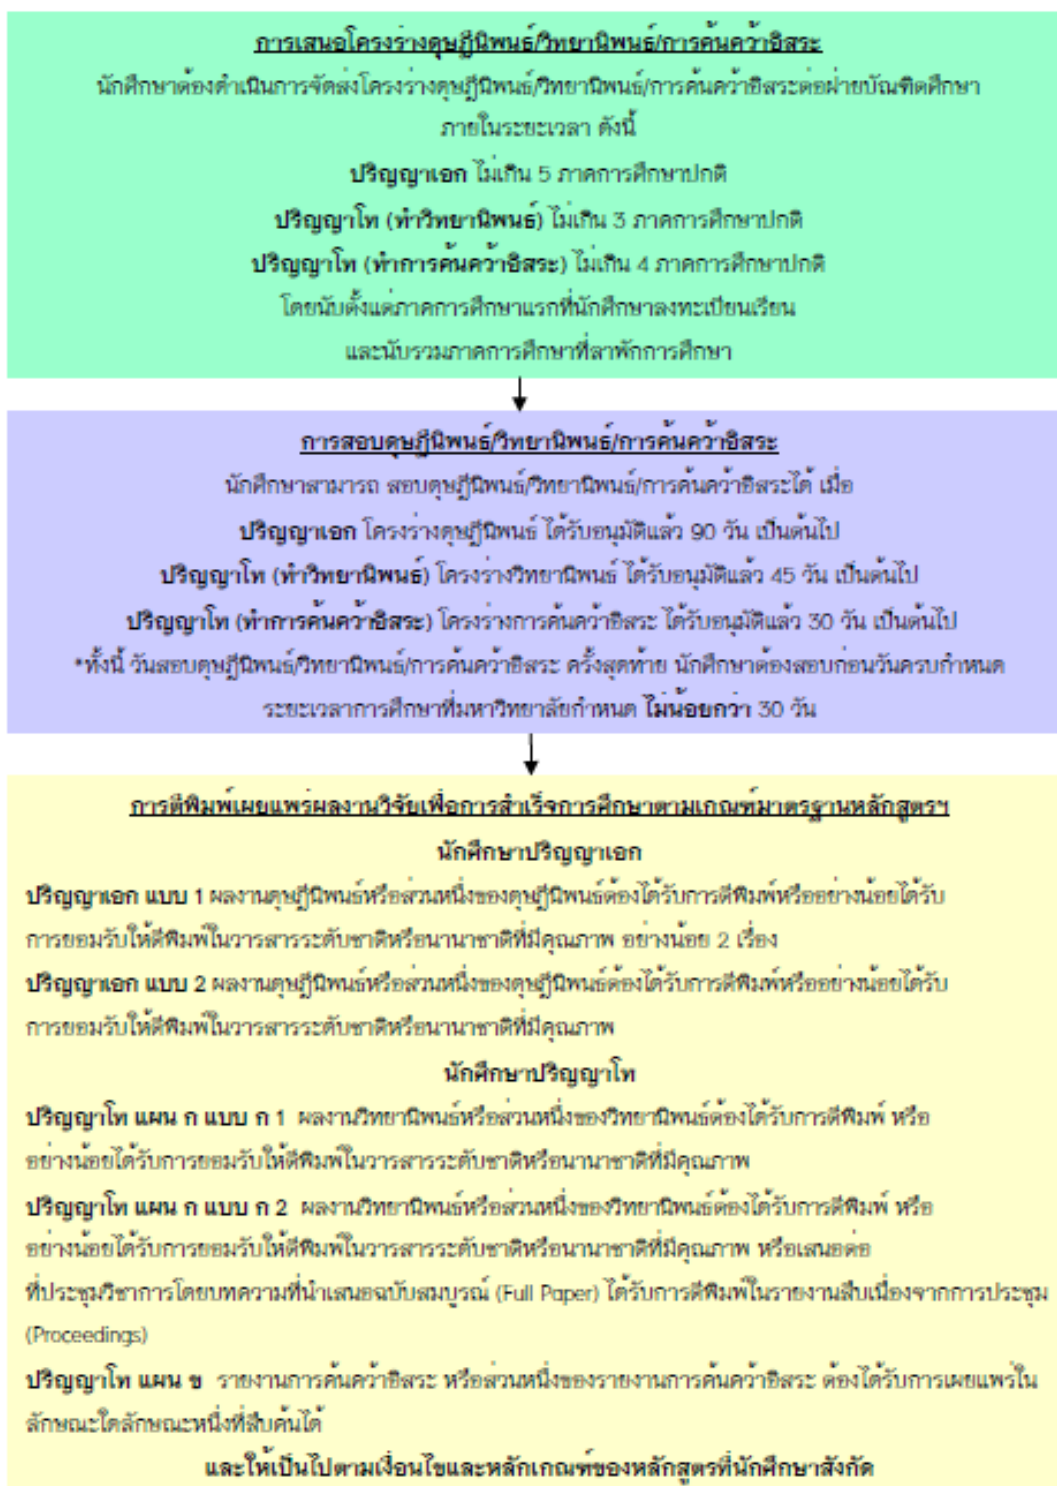 การเสนอโครงร่างดุษฎีนิพนธ์/วิทยานิพนธ์/การค้นคว้าอิสระ
นักศึกษาต้องดำเนินการจัดส่งโครงร่างดุษฎีนิพนธ์/วิทยานิพนธ์/การค้นคว้าอิสระต่อฝ่ายบัณฑิตศึกษา
ภายในระยะเวลา ดังนี้
ปริญญาเอก ไม่เกิน 5 ภาคการศึกษาปกติ
ปริญญาโท (ทำวิทยานิพนธ์) ไม่เกิน 3 ภาคการศึกษาปกติ
ปริญญาโท (ทำการค้นคว้าอิสระ) ไม่เกิน 4 ภาคการศึกษาปกติ
โดยนับตั้งแต่ภาคการศึกษาแรกที่นักศึกษาลงทะเบียนเรียน
และนับรวมภาคการศึกษาที่ลาพักการศึกษา
การสอบดุษฎีนิพนธ์/วิทยานิพนธ์/การค้นคว้าอิสระ
นักศึกษาสามารถ สอบดุษฎีนิพนธ์/วิทยานิพนธ์/การค้นคว้าอิสระได้ เมื่อ
ปริญญาเอก โครงร่างดุษฎีนิพนธ์ ได้รับอนุมัติแล้ว 90 วัน เป็นต้นไป
ปริญญาโท (ทำวิทยานิพนธ์) โครงร่างวิทยานิพนธ์ ได้รับอนุมัติแล้ว 45 วัน เป็นต้นไป
ปริญญาโท (ทำการค้นคว้าอิสระ) โครงร่างการค้นคว้าอิสระ ได้รับอนุมัติแล้ว 30 วัน เป็นต้นไป
*ทั้งนี้ วันสอบดุษฎีนิพนธ์/วิทยานิพนธ์/การค้นคว้าอิสระ ครั้งสุดท้าย นักศึกษาต้องสอบก่อนวันครบกำหนด
ระยะเวลาการศึกษาที่มหาวิทยาลัยกำหนด ไม่น้อยกว่า 30 วัน
การตีพิมพ์เผยแพร่ผลงานวิจัยเพื่อการสำเร็จการศึกษาตามเกณฑ์มาตรฐานหลักสูตรฯ
นักศึกษาปริญญาเอก
ปริญญาเอก แบบ 1 ผลงานดุษฎีนิพนธ์หรือส่วนหนึ่งของดุษฎีนิพนธ์ต้องได้รับการตีพิมพ์หรืออย่างน้อยได้รับ
การยอมรับให้ตีพิมพ์ในวารสารระดับชาติหรือนานาชาติที่มีคุณภาพ อย่างน้อย 2 เรื่อง
ปริญญาเอก แบบ 2 ผลงานดุษฎีนิพนธ์หรือส่วนหนึ่งของดุษฎีนิพนธ์ต้องได้รับการตีพิมพ์หรืออย่างน้อยได้รับ
การยอมรับให้ตีพิมพ์ในวารสารระดับชาติหรือนานาชาติที่มีคุณภาพ
นักศึกษาปริญญาโท
ปริญญาโท แผน ก แบบ ก 1 ผลงานวิทยานิพนธ์หรือส่วนหนึ่งของวิทยานิพนธ์ต้องได้รับการตีพิมพ์ หรือ
อย่างน้อยได้รับการยอมรับให้ตีพิมพ์ในวารสารระดับชาติหรือนานาชาติที่มีคุณภาพ
ปริญญาโท แผน ก แบบ ก 2 ผลงานวิทยานิพนธ์หรือส่วนหนึ่งของวิทยานิพนธ์ต้องได้รับการตีพิมพ์ หรือ
อย่างน้อยได้รับการยอมรับให้ตีพิมพ์ในวารสารระดับชาติหรือนานาชาติที่มีคุณภาพ หรือเสนอต่อ
ที่ประชุมวิชาการโดยบทความที่นำเสนอฉบับสมบูรณ์ (Full Paper) ได้รับการตีพิมพ์ในรายงานสืบเนื่องจากการประชุม
(Proceedings)
ปริญญาโท แผน ข รายงานการค้นคว้าอิสระ หรือส่วนหนึ่งของรายงานการค้นคว้าอิสระ ต้องได้รับการเผยแพร่ใน
ลักษณะใดลักษณะหนึ่งที่สืบค้นได้
และให้เป็นไปตามเงื่อนไขและหลักเกณฑ์ของหลักสูตรที่นักศึกษาสังกัด